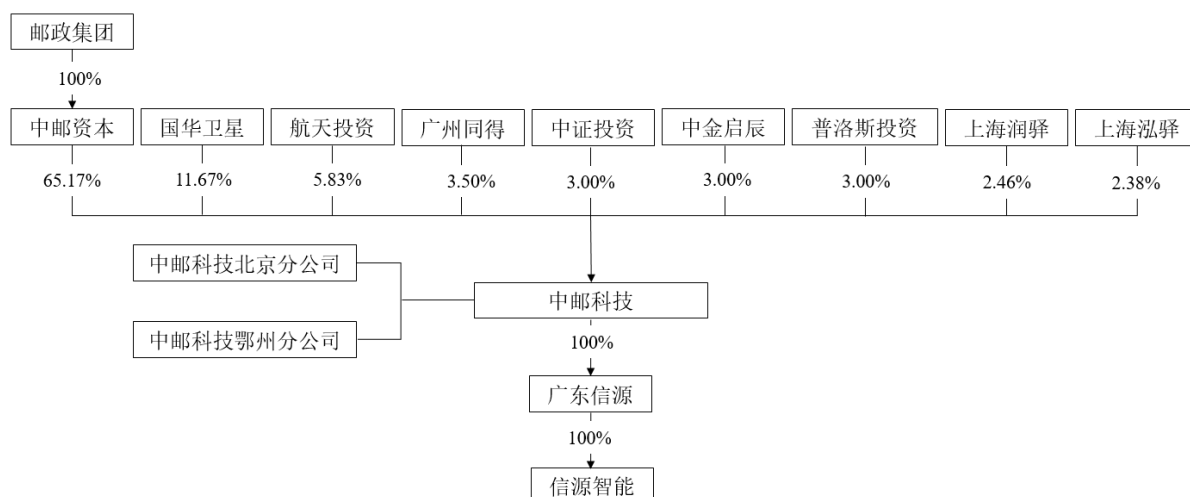 邮政集团
100%
中邮资本 国华卫星 航天投资 广州同得 中证投资 中金启辰 普洛斯投资 上海润驿 上海泓驿
65.17% 11.67% 5.83% 3.50% 3.00% 3.00% 3.00% 2.46% 2.38%
中邮科技北京分公司
中邮科技
中邮科技鄂州分公司
100%
广东信源
100%
信源智能